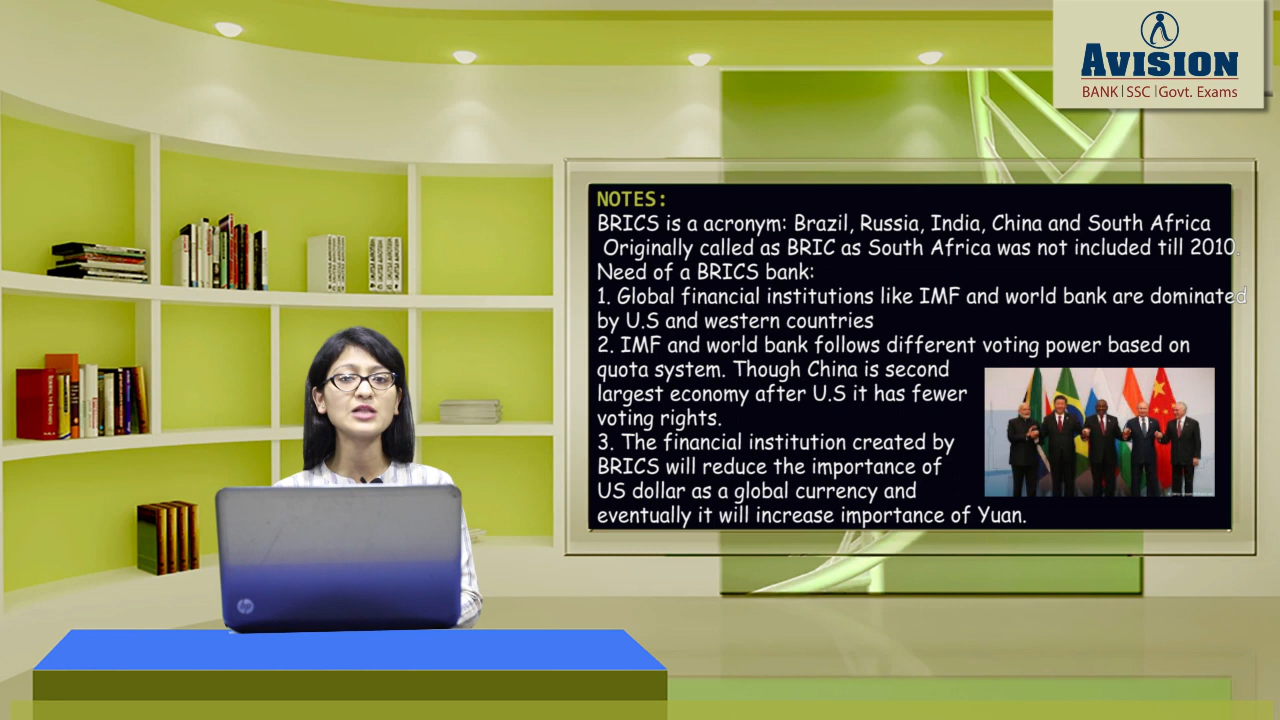 AVISION
BANK | SSC | Govt. Exams
NOTES:
BRICS is a acronym: Brazil, Russia, India, China and South Africa
Originally called as BRIC as South Africa was not included till 2010.
Need of a BRICS bank:
1. Global financial institutions like IMF and world bank are dominated
by U.S and western countries
2. IMF and world bank follows different voting power based on
quota system. Though China is second
largest economy after U.S it has fewer
voting rights.
3. The financial institution created by
BRICS will reduce the importance of
US dollar as a global currency and
eventually it will increase importance of Yuan.
hp